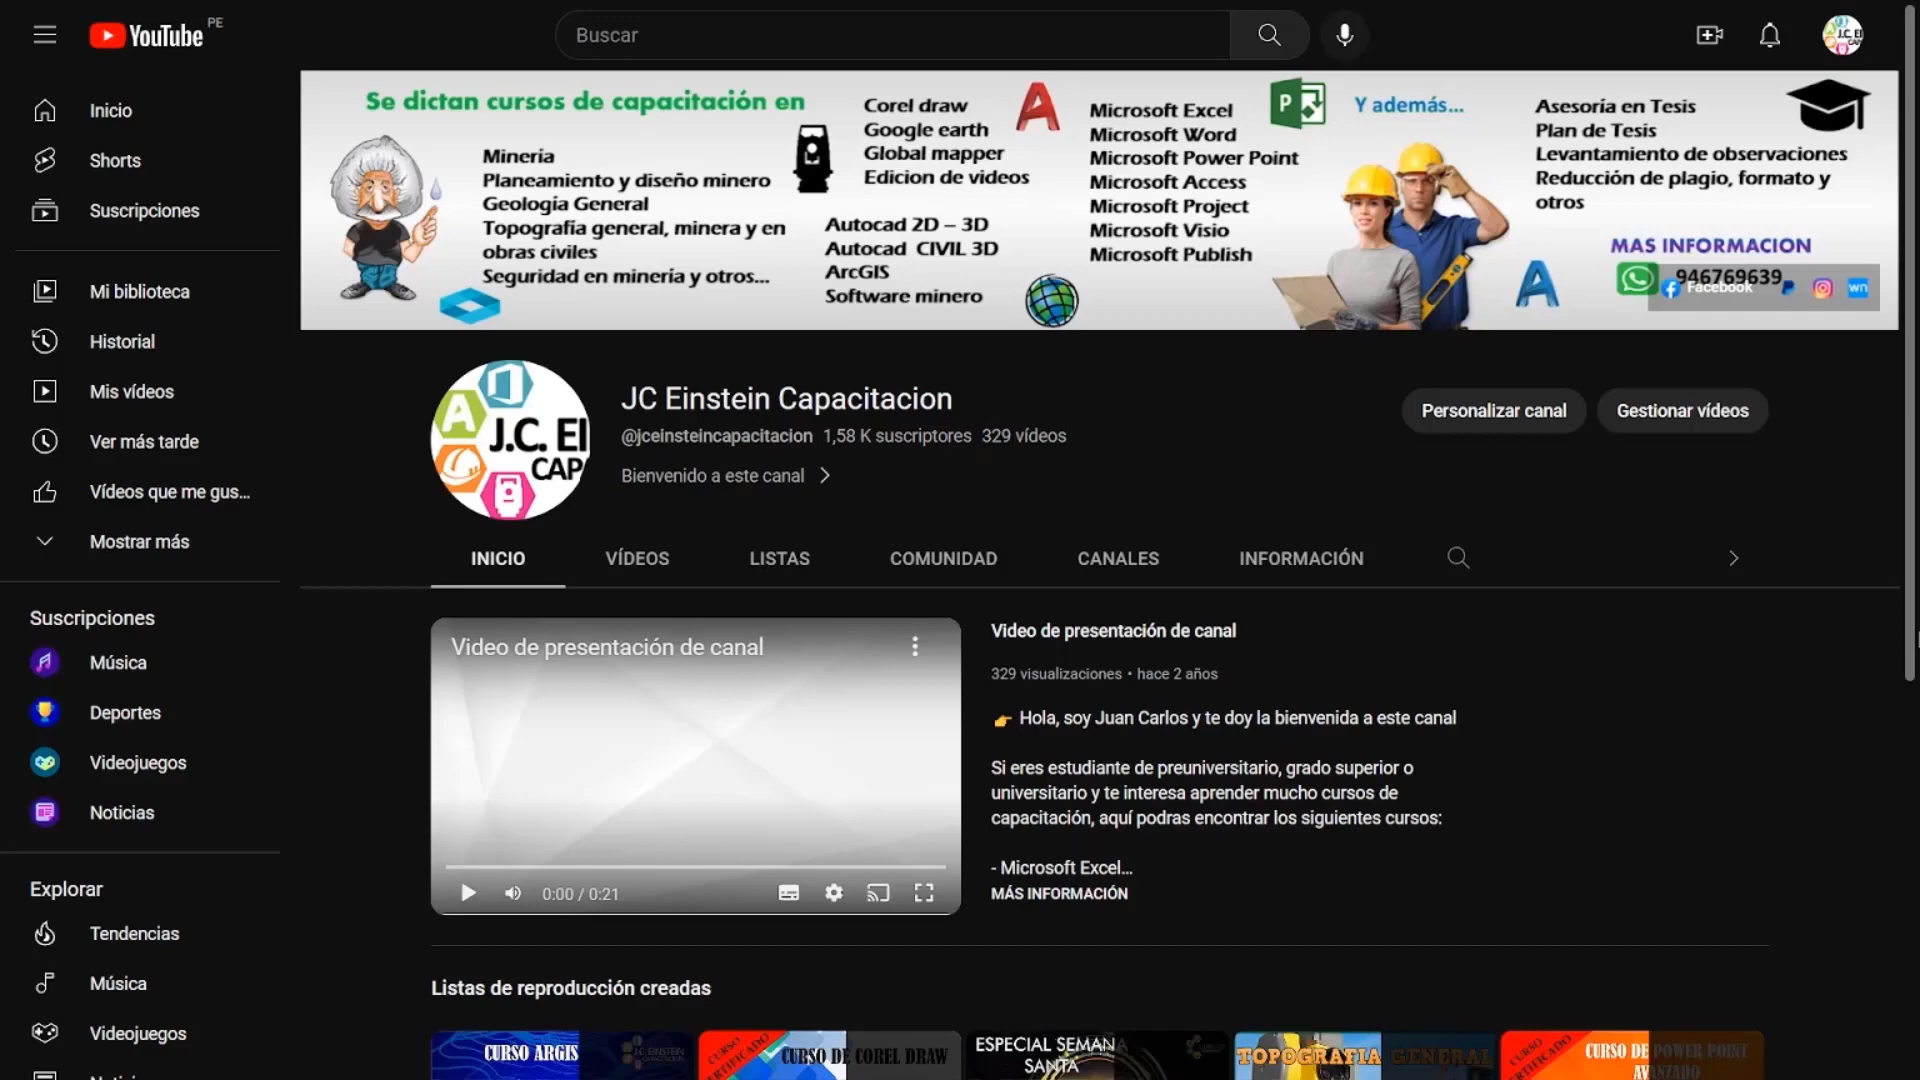 YouTube PE
Buscar
Inicio
Shorts
Suscripciones
Mi biblioteca
Historial
Mis vídeos
Ver más tarde
Vídeos que me gus...
Mostrar más
Suscripciones
Música
Deportes
Videojuegos
Noticias
Explorar
Tendencias
Música
Videojuegos
Se dictan cursos de capacitación en
Minería
Planeamiento y diseño minero
Geología General
Topografía general, minera y en
obras civiles
Seguridad en minería y otros...
Corel draw
Google earth
Global mapper
Edicion de videos
Autocad 2D – 3D
Autocad CIVIL 3D
ArcGIS
Software minero
Microsoft Excel
Microsoft Word
Microsoft Power Point
Microsoft Access
Microsoft Project
Microsoft Visio
Microsoft Publish
Y además...
Asesoría en Tesis
Plan de Tesis
Levantamiento de observaciones
Reducción de plagio, formato y
otros
MAS INFORMACION
946769639
Facebook
J.C. EI
CAP
JC Einstein Capacitacion
@jceinsteincapacitacion 1,58 K suscriptores 329 vídeos
Bienvenido a este canal
Personalizar canal
Gestionar vídeos
INICIO
VÍDEOS
LISTAS
COMUNIDAD
CANALES
INFORMACIÓN
Video de presentación de canal
0:00 / 0:21
Video de presentación de canal
329 visualizaciones • hace 2 años
Hola, soy Juan Carlos y te doy la bienvenida a este canal
Si eres estudiante de preuniversitario, grado superior o
universitario y te interesa aprender mucho cursos de
capacitación, aquí podras encontrar los siguientes cursos:
- Microsoft Excel...
MÁS INFORMACIÓN
Listas de reproducción creadas
CURSO ARGIS
CURSO
CERTIFICADO
CURSO DE COREL DRAW
ESPECIAL SEMANA
SANTA
TOPOGRAFIA GENERAL
CURSO
CERTIFICADO
CURSO DE POWER POINT
AVANZADO